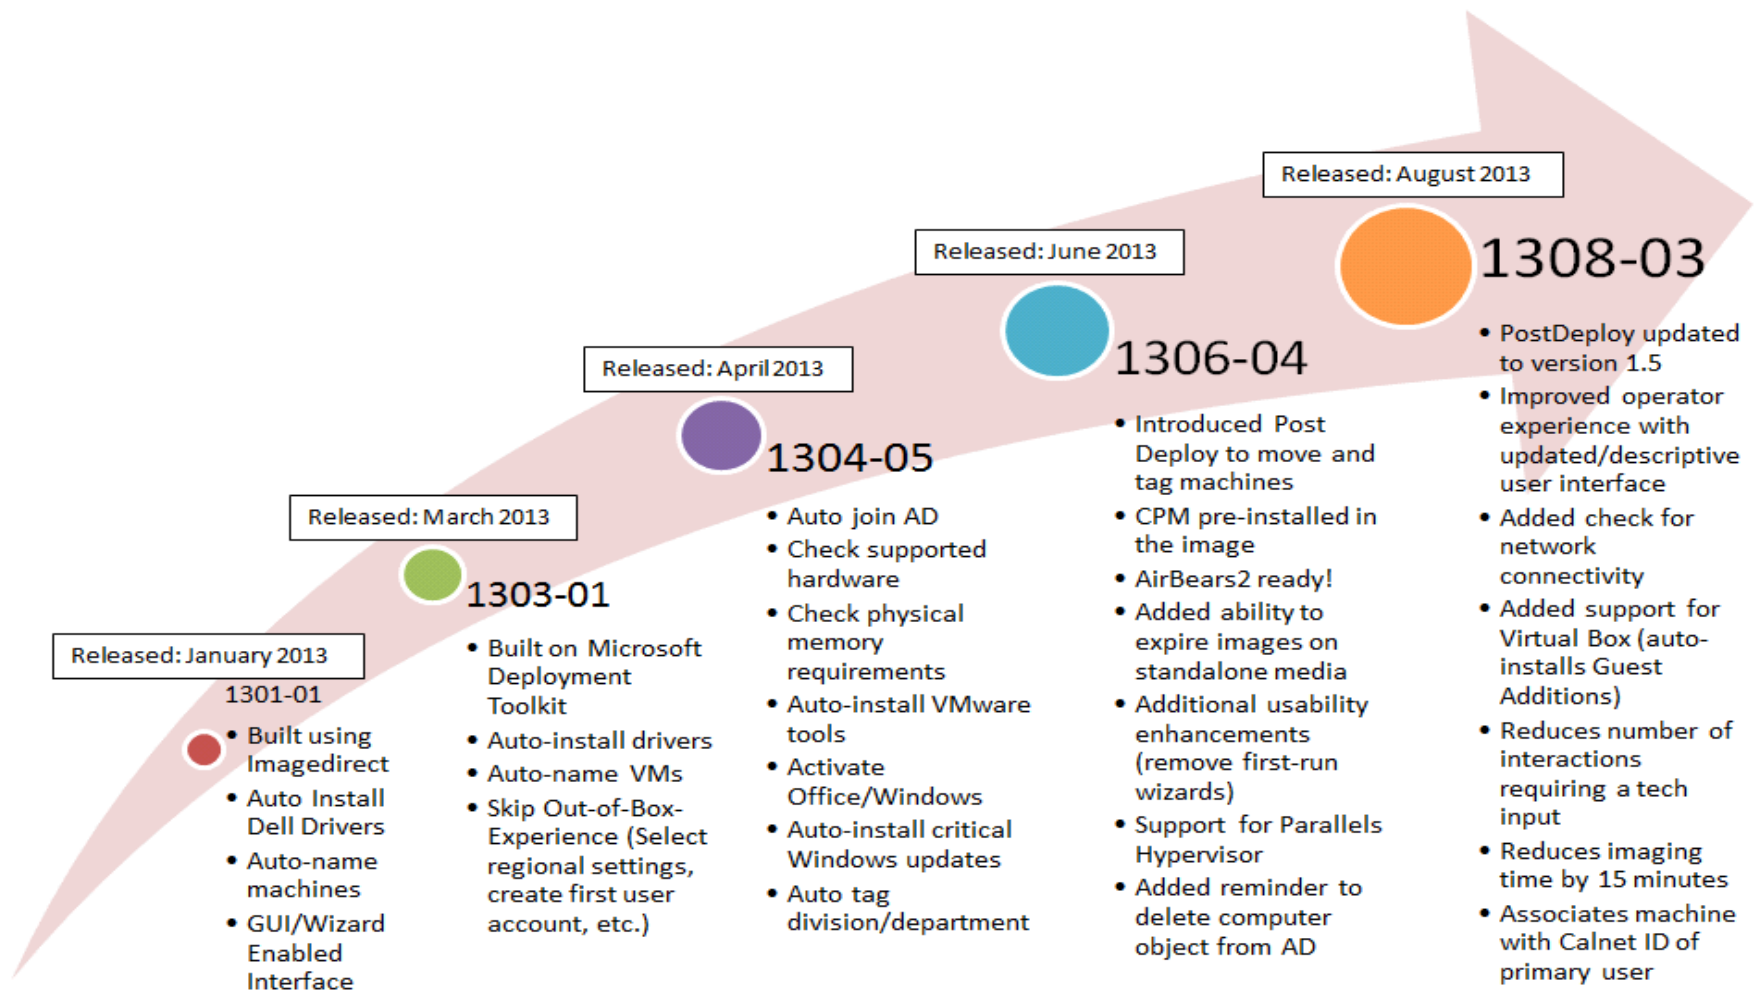 Released: January 2013
1301-01
• Built using
Imagedirect
• Auto Install
Dell Drivers
• Auto-name
machines
• GUI/Wizard
Enabled
Interface
Released: March 2013
1303-01
• Built on Microsoft
Deployment
Toolkit
• Auto-install drivers
• Auto-name VMs
• Skip Out-of-Box-
Experience (Select
regional settings,
create first user
account, etc.)
Released: April 2013
1304-05
• Auto join AD
• Check supported
hardware
• Check physical
memory
requirements
• Auto-install VMware
tools
• Activate
Office/Windows
• Auto-install critical
Windows updates
• Auto tag
division/department
Released: June 2013
1306-04
• Introduced Post
Deploy to move and
tag machines
• CPM pre-installed in
the image
• AirBears2 ready!
• Added ability to
expire images on
standalone media
• Additional usability
enhancements
(remove first-run
wizards)
• Support for Parallels
Hypervisor
• Added reminder to
delete computer
object from AD
Released: August 2013
1308-03
• PostDeploy updated
to version 1.5
• Improved operator
experience with
updated/descriptive
user interface
• Added check for
network
connectivity
• Added support for
Virtual Box (auto-
installs Guest
Additions)
• Reduces number of
interactions
requiring a tech
input
• Reduces imaging
time by 15 minutes
• Associates machine
with Calnet ID of
primary user